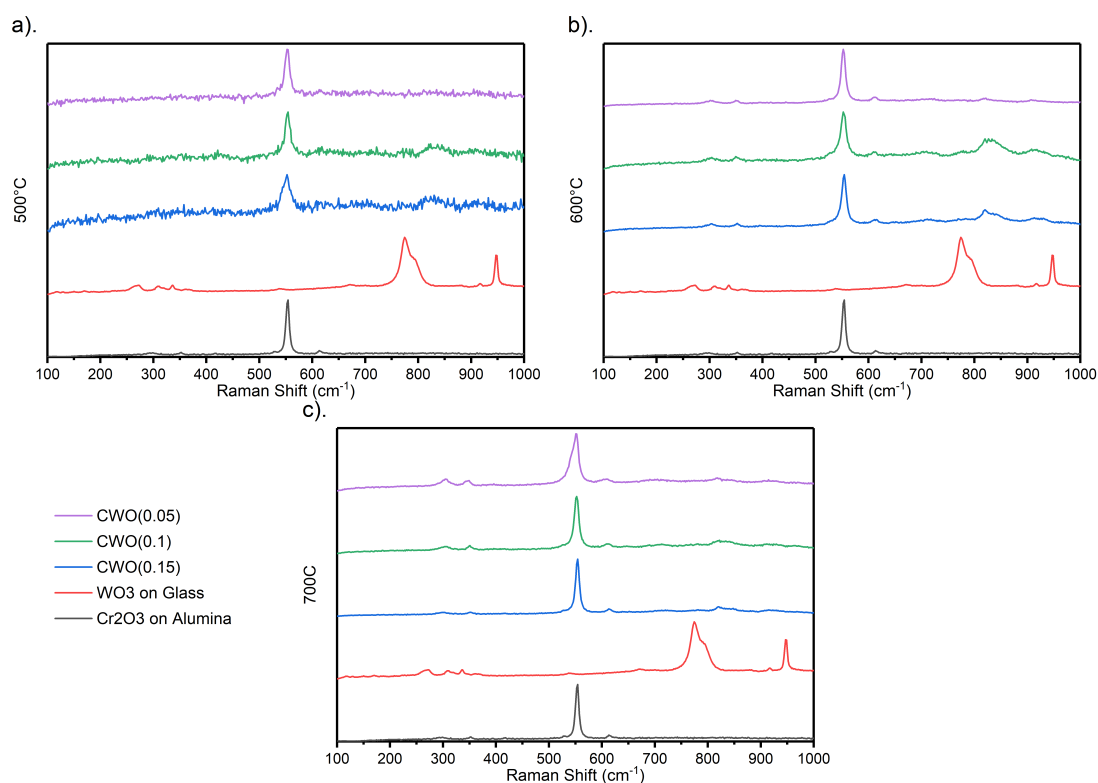 a).
500°C
100 200 300 400 500 600 700 800 900 1000
Raman Shift (cm⁻¹)
b).
600°C
100 200 300 400 500 600 700 800 900 1000
Raman Shift (cm⁻¹)
c).
700C
100 200 300 400 500 600 700 800 900 1000
Raman Shift (cm⁻¹)
CWO(0.05)
CWO(0.1)
CWO(0.15)
WO3 on Glass
Cr2O3 on Alumina